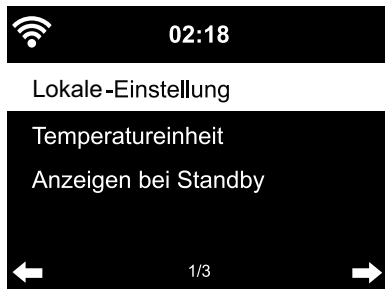 02:18
Lokale-Einstellung
Temperatureinheit
Anzeigen bei Standby
1/3